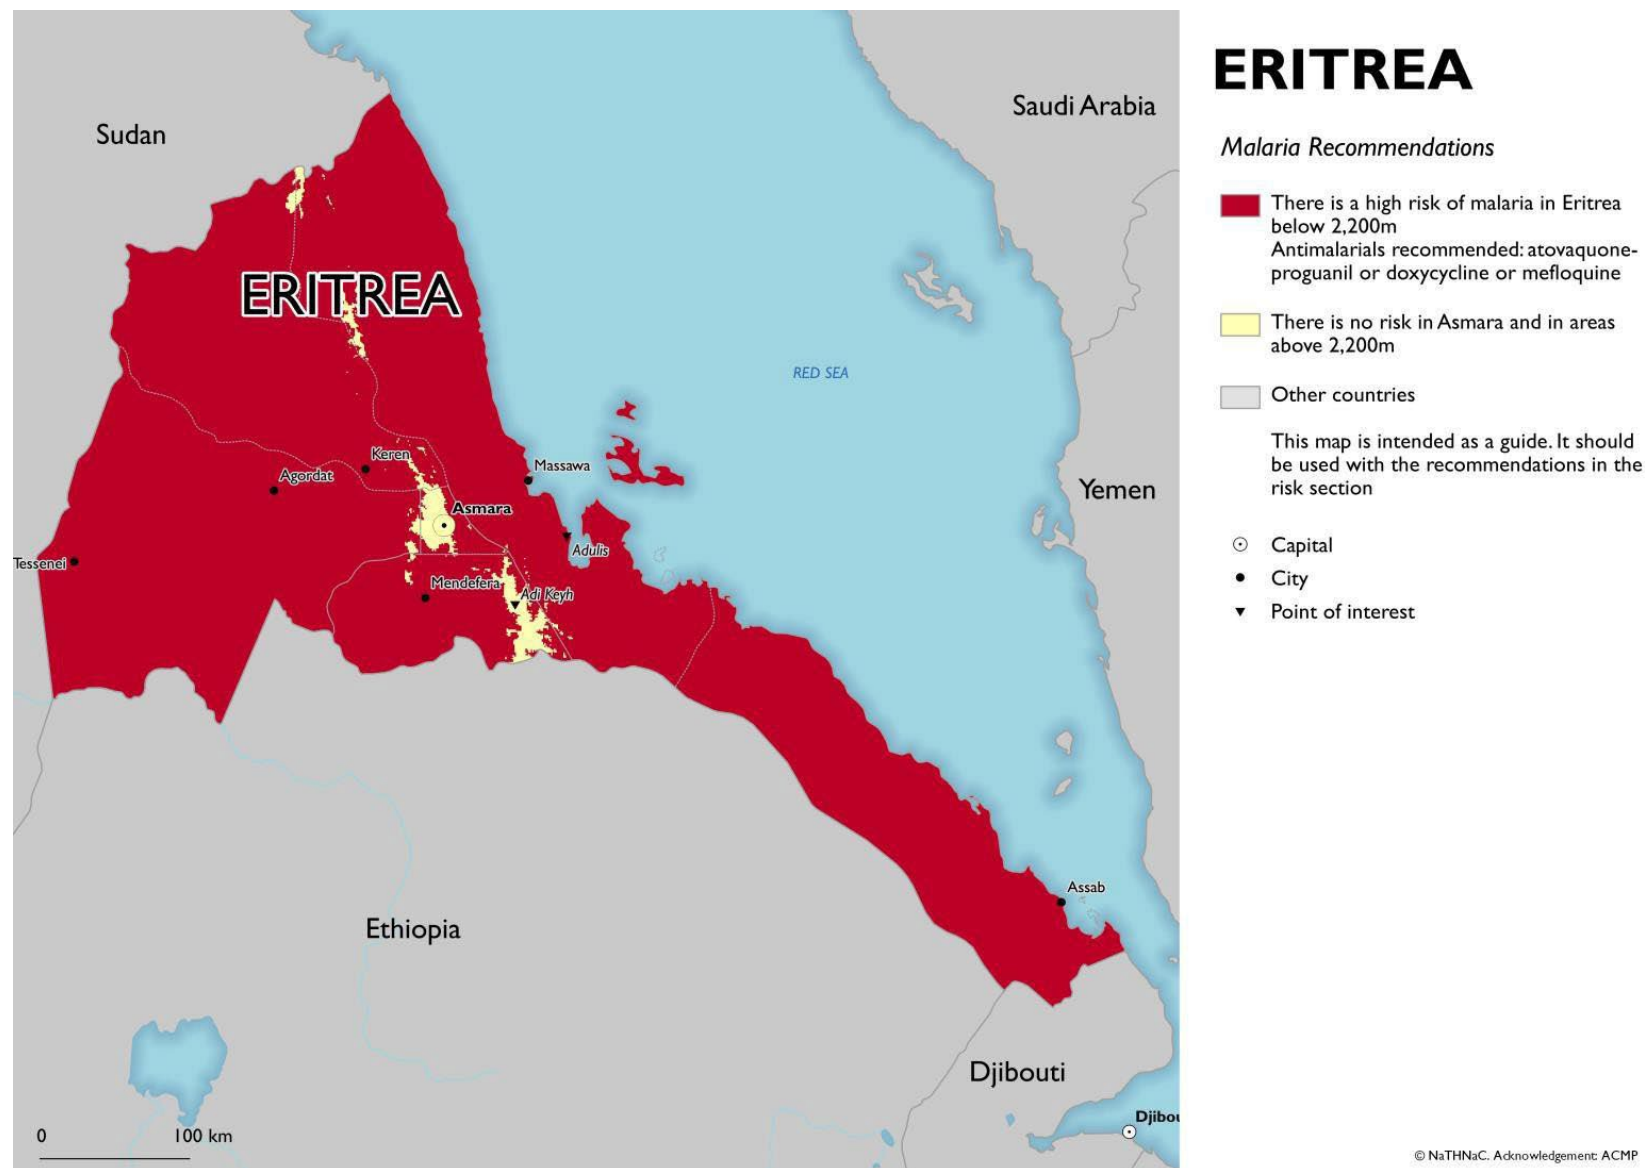 ERITREA
Malaria Recommendations
There is a high risk of malaria in Eritrea
below 2,200m
Antimalarials recommended: atovaquone-
proguanil or doxycycline or mefloquine
There is no risk in Asmara and in areas
above 2,200m
Other countries
This map is intended as a guide. It should
be used with the recommendations in the
risk section
Capital
City
Point of interest
Saudi Arabia
Sudan
ERITREA
RED SEA
Keren
Massawa
Agordat
Yemen
Asmara
Adulis
Tessenei
Mendefera
Adi Keyh
Assab
Ethiopia
Djibouti
Djibou
0
100 km
© NaTHNaC. Acknowledgement: ACMP